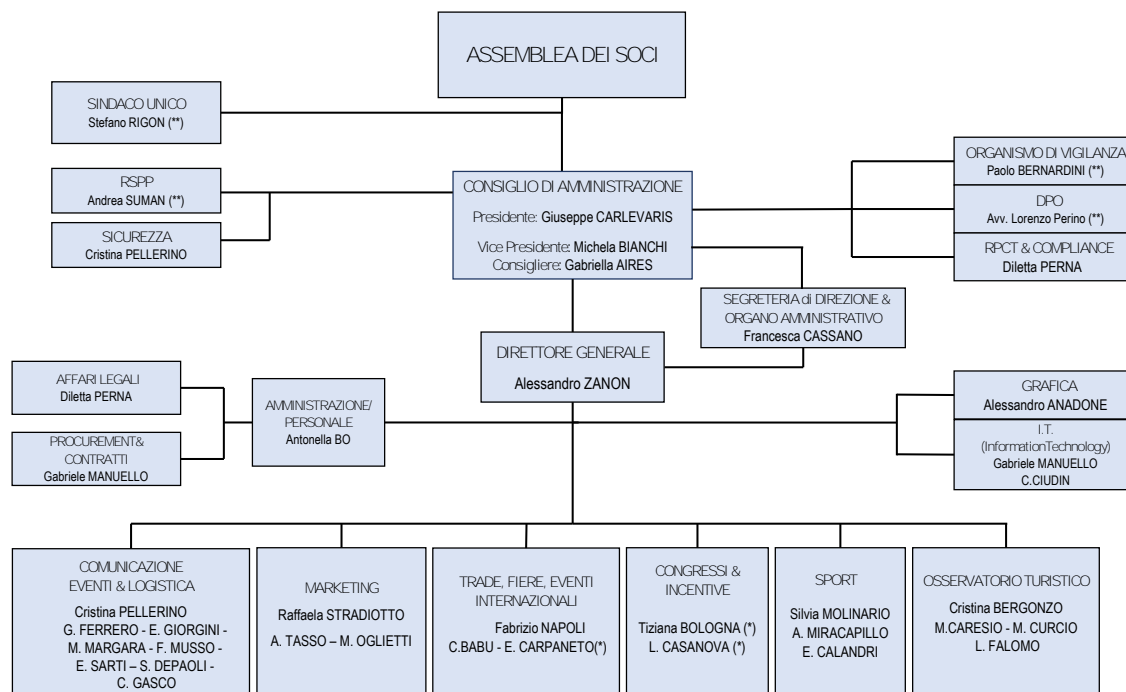 ASSEMBLEA DEI SOCI
SINDACO UNICO
Stefano RIGON (**)
RSPP
Andrea SUMAN (**)
SICUREZZA
Cristina PELLERINO
CONSIGLIO DI AMMINISTRAZIONE
Presidente: Giuseppe CARLEVARIS
Vice Presidente: Michela BIANCHI
Consigliere: Gabriella AIRES
ORGANISMO DI VIGILANZA
Paolo BERNARDINI (**)
DPO
Avv. Lorenzo Perino (**)
RPCT & COMPLIANCE
Diletta PERNA
SEGRETERIA di DIREZIONE &
ORGANO AMMINISTRATIVO
Francesca CASSANO
DIRETTORE GENERALE
Alessandro ZANON
AFFARI LEGALI
Diletta PERNA
PROCUREMENT&
CONTRATTI
Gabriele MANUELLO
AMMINISTRAZIONE/
PERSONALE
Antonella BO
GRAFICA
Alessandro ANADONE
I.T.
(InformationTechnology)
Gabriele MANUELLO
C.CIUDIN
COMUNICAZIONE
EVENTI & LOGISTICA
Cristina PELLERINO
G. FERRERO - E. GIORGINI -
M. MARGARA - F. MUSSO -
E. SARTI – S. DEPAOLI -
C. GASCO
MARKETING
Raffaela STRADIOTTO
A. TASSO – M. OGLIETTI
TRADE, FIERE, EVENTI
INTERNAZIONALI
Fabrizio NAPOLI
C.BABU - E. CARPANETO(*)
CONGRESSI &
INCENTIVE
Tiziana BOLOGNA (*)
L. CASANOVA (*)
SPORT
Silvia MOLINARIO
A. MIRACAPILLO
E. CALANDRI
OSSERVATORIO TURISTICO
Cristina BERGONZO
M.CARESIO - M. CURCIO
L. FALOMO